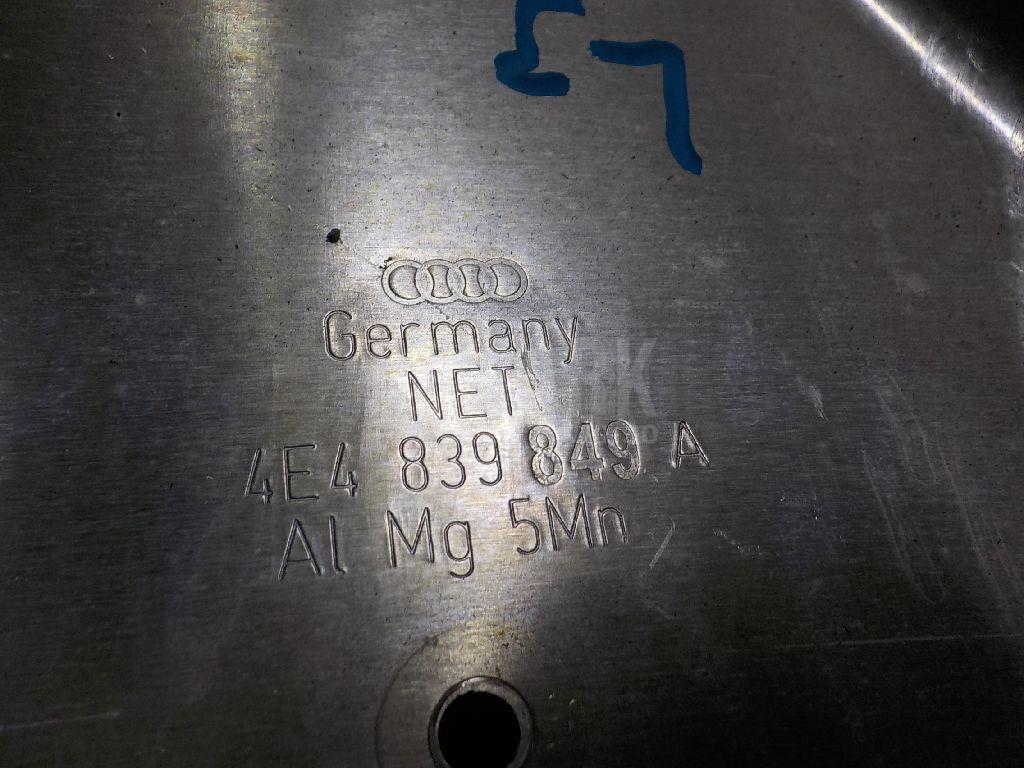 Germany
NET
4E4 839 849 A
Al Mg 5Mn